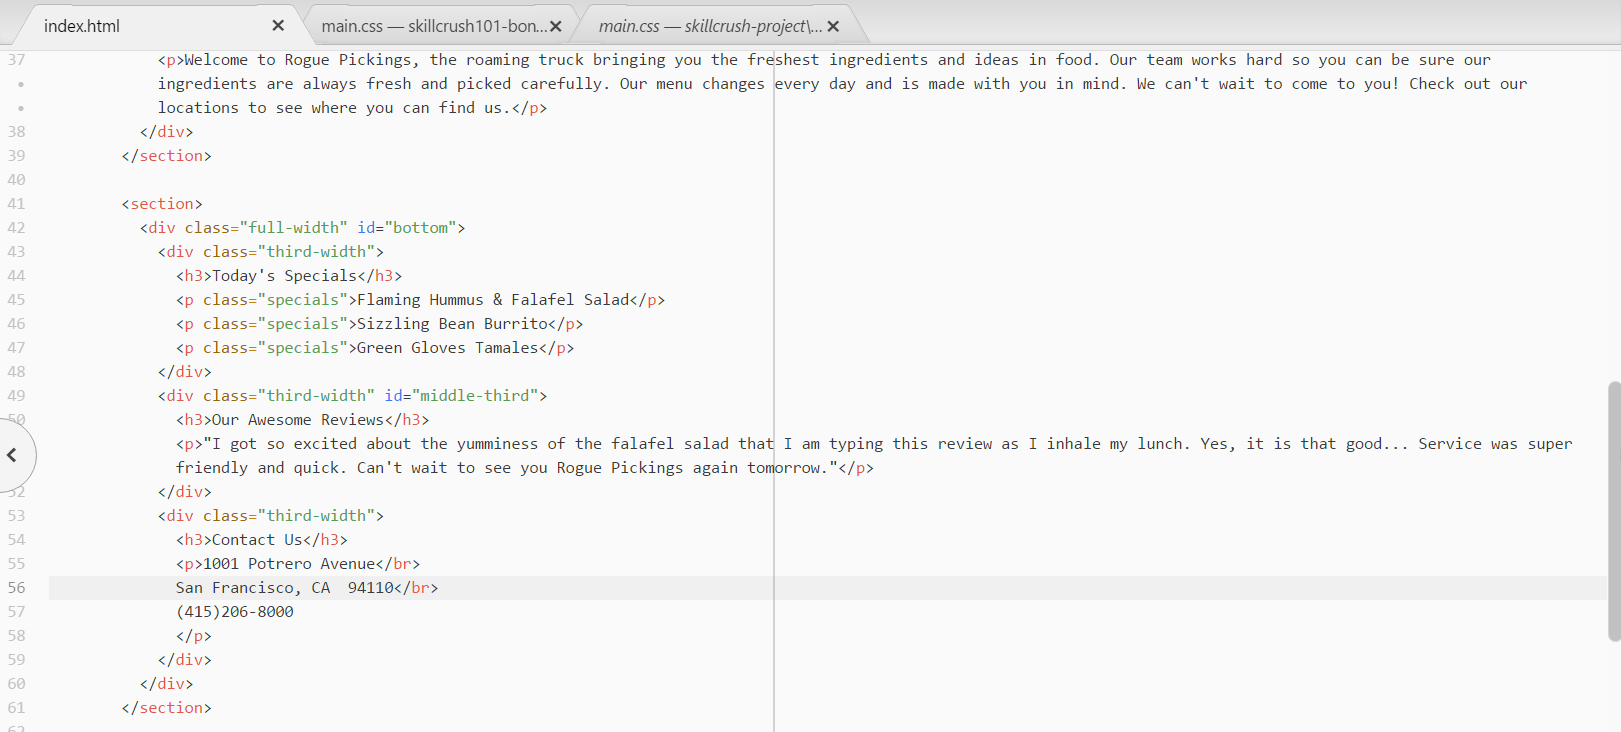 index.html
main.css — skillcrush101-bon...
main.css — skillcrush-project\...
37 <p>Welcome to Rogue Pickings, the roaming truck bringing you the freshest ingredients and ideas in food. Our team works hard so you can be sure our
ingredients are always fresh and picked carefully. Our menu changes every day and is made with you in mind. We can't wait to come to you! Check out our
locations to see where you can find us.</p>
38 </div>
39 </section>
40
41 <section>
42 <div class="full-width" id="bottom">
43 <div class="third-width">
44 <h3>Today's Specials</h3>
45 <p class="specials">Flaming Hummus & Falafel Salad</p>
46 <p class="specials">Sizzling Bean Burrito</p>
47 <p class="specials">Green Gloves Tamales</p>
48 </div>
49 <div class="third-width" id="middle-third">
50 <h3>Our Awesome Reviews</h3>
<p>"I got so excited about the yumminess of the falafel salad that I am typing this review as I inhale my lunch. Yes, it is that good... Service was super
friendly and quick. Can't wait to see you Rogue Pickings again tomorrow."</p>
52 </div>
53 <div class="third-width">
54 <h3>Contact Us</h3>
55 <p>1001 Potrero Avenue</br>
56 San Francisco, CA  94110</br>
57 (415)206-8000
58 </p>
59 </div>
60 </div>
61 </section>
62